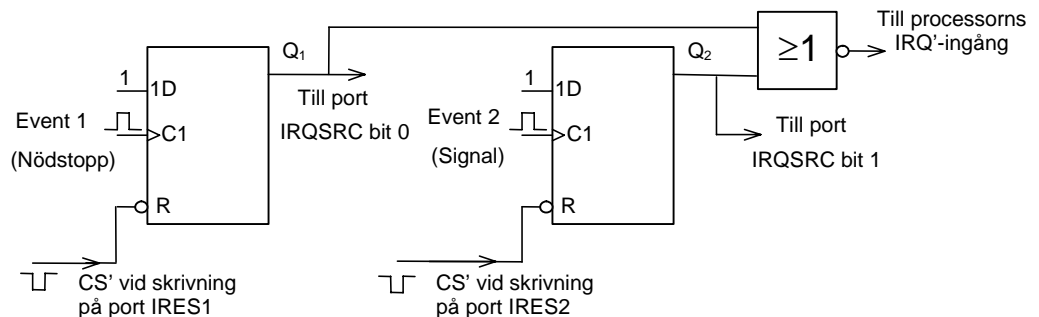 Till processorns
IRQ'-ingång
≥1
Q₁
Q₂
1
1D
Till port
IRQSRC bit 0
Event 1
(Nödstopp)
C1
R
CS' vid skrivning
på port IRES1
1
1D
Event 2
(Signal)
C1
Till port
IRQSRC bit 1
R
CS' vid skrivning
på port IRES2